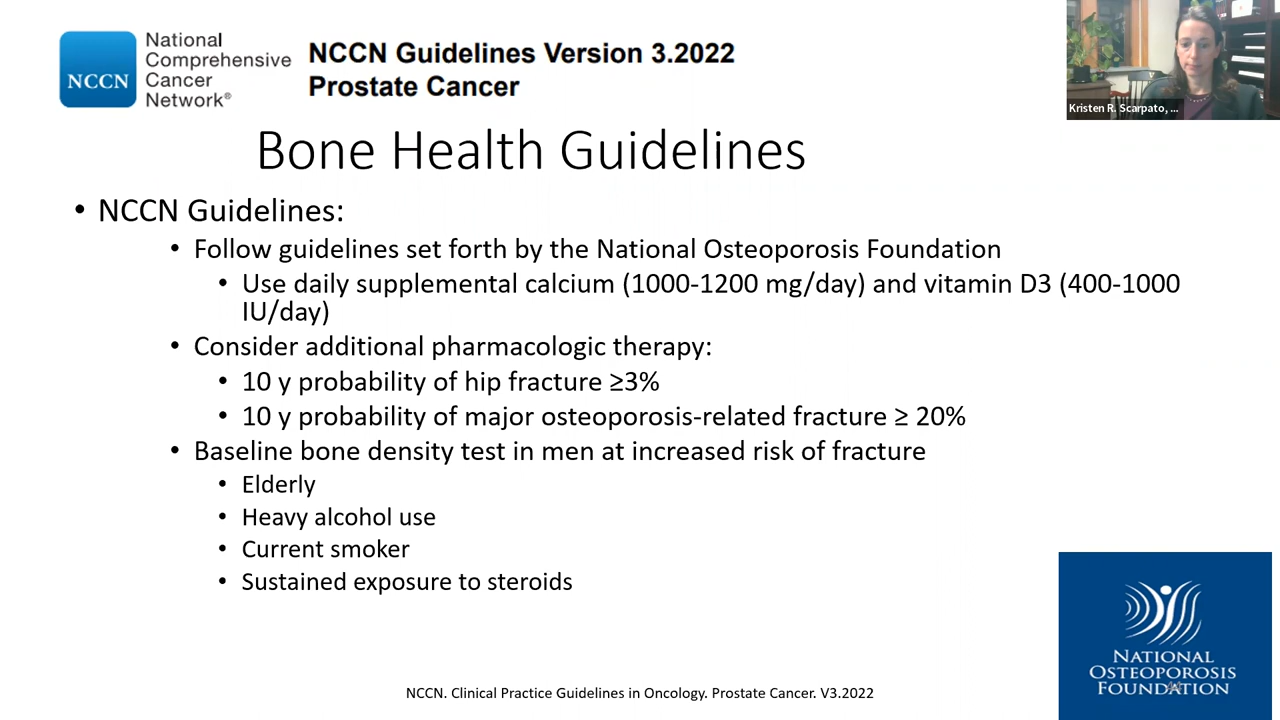 National
Comprehensive
Cancer
Network®
NCCN
NCCN Guidelines Version 3.2022
Prostate Cancer
Kristen R. Scarpato, ...
Bone Health Guidelines
• NCCN Guidelines:
• Follow guidelines set forth by the National Osteoporosis Foundation
• Use daily supplemental calcium (1000-1200 mg/day) and vitamin D3 (400-1000
IU/day)
• Consider additional pharmacologic therapy:
• 10 y probability of hip fracture ≥3%
• 10 y probability of major osteoporosis-related fracture ≥ 20%
• Baseline bone density test in men at increased risk of fracture
• Elderly
• Heavy alcohol use
• Current smoker
• Sustained exposure to steroids
NATIONAL
OSTEOPOROSIS
FOUNDATION
NCCN. Clinical Practice Guidelines in Oncology. Prostate Cancer. V3.2022